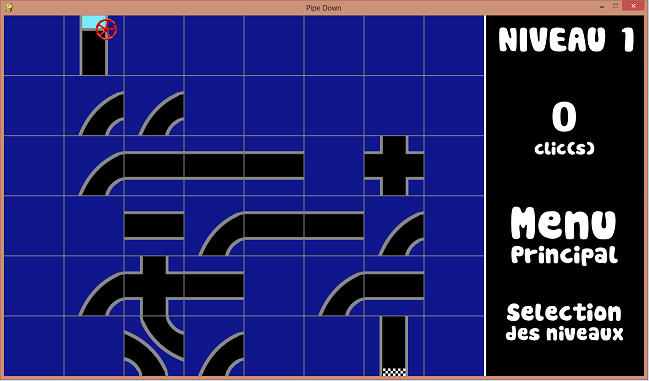 Pipe Down
NIVEAU 1
0
clic(s)
Menu
Principal
Selection
des niveaux